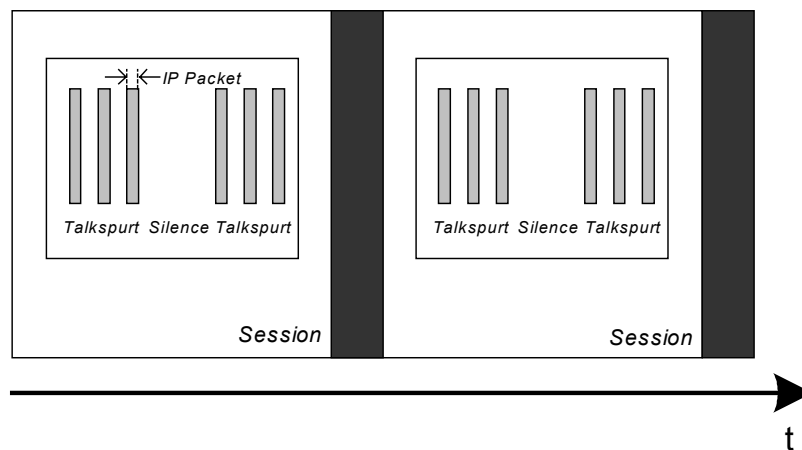 IP Packet
Talkspurt Silence Talkspurt
Session
Talkspurt Silence Talkspurt
Session
t